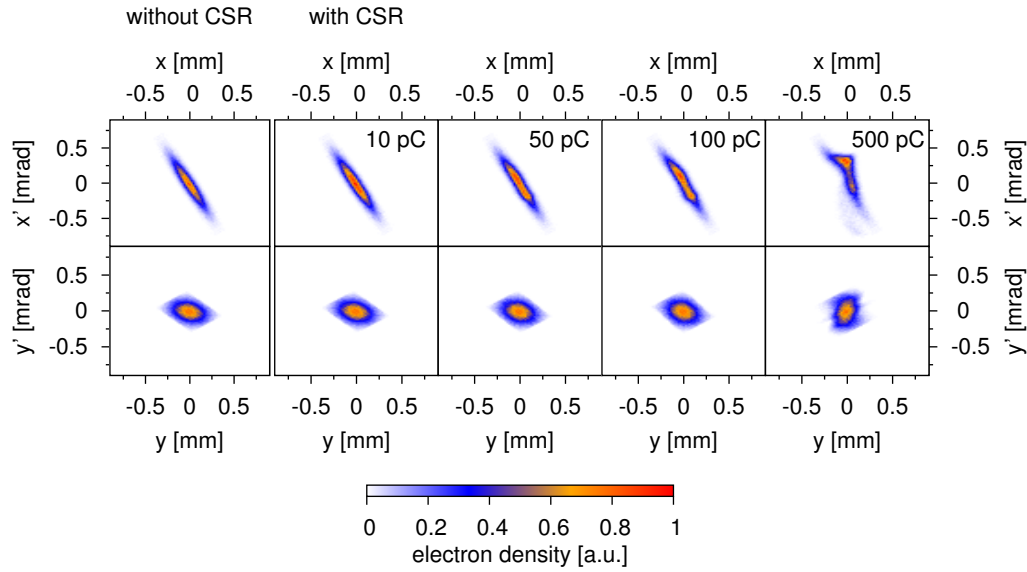 without CSR with CSR
x [mm] x [mm] x [mm] x [mm] x [mm]
-0.5 0 0.5 -0.5 0 0.5 -0.5 0 0.5 -0.5 0 0.5 -0.5 0 0.5
10 pC 50 pC 100 pC 500 pC
x' [mrad] 0.5 0 -0.5 0.5 0 -0.5 x' [mrad]
y' [mrad] 0.5 0 -0.5 0.5 0 -0.5 y' [mrad]
-0.5 0 0.5 -0.5 0 0.5 -0.5 0 0.5 -0.5 0 0.5 -0.5 0 0.5
y [mm] y [mm] y [mm] y [mm] y [mm]
0 0.2 0.4 0.6 0.8 1
electron density [a.u.]